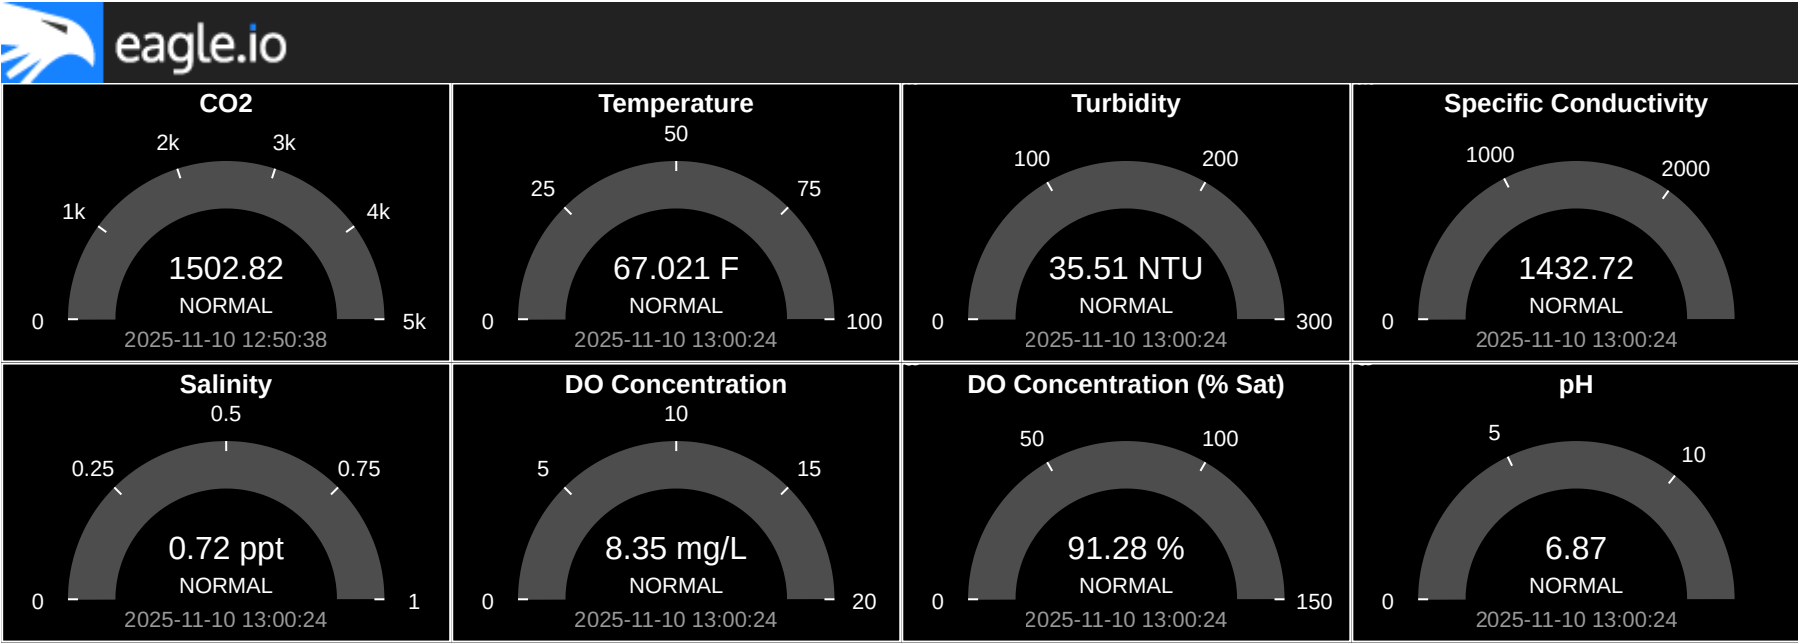 eagle.io
CO2
2k
3k
1k
4k
1502.82
NORMAL
0
5k
2025-11-10 12:50:38
Temperature
50
25
75
67.021 F
NORMAL
0
100
2025-11-10 13:00:24
Turbidity
100
200
35.51 NTU
NORMAL
0
300
2025-11-10 13:00:24
Specific Conductivity
1000
2000
1432.72
NORMAL
0
2025-11-10 13:00:24
Salinity
0.5
0.25
0.75
0.72 ppt
NORMAL
0
1
2025-11-10 13:00:24
DO Concentration
10
5
15
8.35 mg/L
NORMAL
0
20
2025-11-10 13:00:24
DO Concentration (% Sat)
50
100
91.28 %
NORMAL
0
150
2025-11-10 13:00:24
pH
5
10
6.87
NORMAL
0
2025-11-10 13:00:24